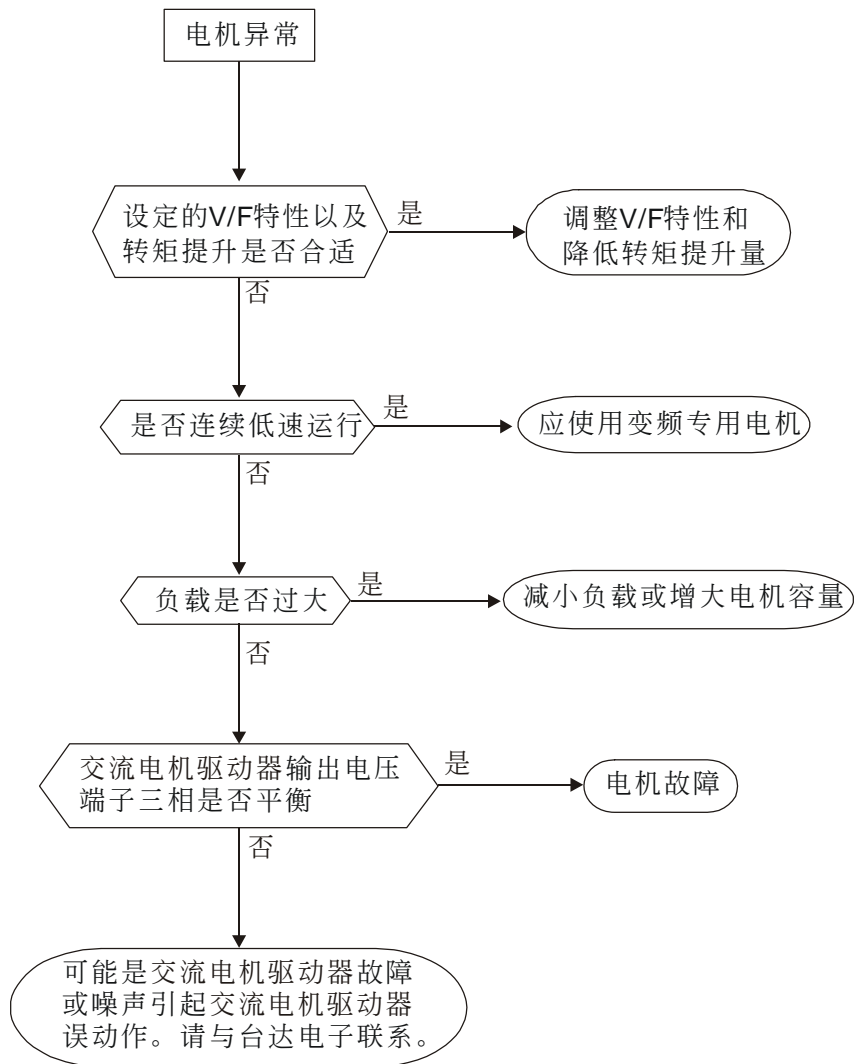 电机异常
设定的V/F特性以及
转矩提升是否合适
是
调整V/F特性和
降低转矩提升量
否
是否连续低速运行
是
应使用变频专用电机
否
负载是否过大
是
减小负载或增大电机容量
否
交流电机驱动器输出电压
端子三相是否平衡
是
电机故障
否
可能是交流电机驱动器故障
或噪声引起交流电机驱动器
误动作。请与台达电子联系。